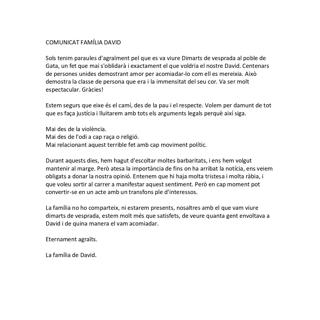 COMUNICAT FAMÍLIA DAVID
Sols tenim paraules d'agraïment pel que es va viure Dimarts de vesprada al poble de
Gata, un fet que mai s'oblidarà i exactament el que voldria el nostre David. Centenars
de persones unides demostrant amor per acomiadar-lo com ell es mereixia. Això
demostra la classe de persona que era i la immensitat del seu cor. Va ser molt
espectacular. Gràcies!
Estem segurs que eixe és el camí, des de la pau i el respecte. Volem per damunt de tot
que es faça justícia i lluitarem amb tots els arguments legals perquè així siga.
Mai des de la violència.
Mai des de l'odi a cap raça o religió.
Mai relacionant aquest terrible fet amb cap moviment polític.
Durant aquests dies, hem hagut d'escoltar moltes barbaritats, i ens hem volgut
mantenir al marge. Però atesa la importància de fins on ha arribat la notícia, ens veiem
obligats a donar la nostra opinió. Entenem que hi haja molta tristesa i molta ràbia, i
que voleu sortir al carrer a manifestar aquest sentiment. Però en cap moment pot
convertir-se en un acte amb un transfons ple d'interessos.
La família no ho comparteix, ni estarem presents, nosaltres amb el que vam viure
dimarts de vesprada, estem molt més que satisfets, de veure quanta gent envoltava a
David i de quina manera el vam acomiadar.
Eternament agraïts.
La família de David.